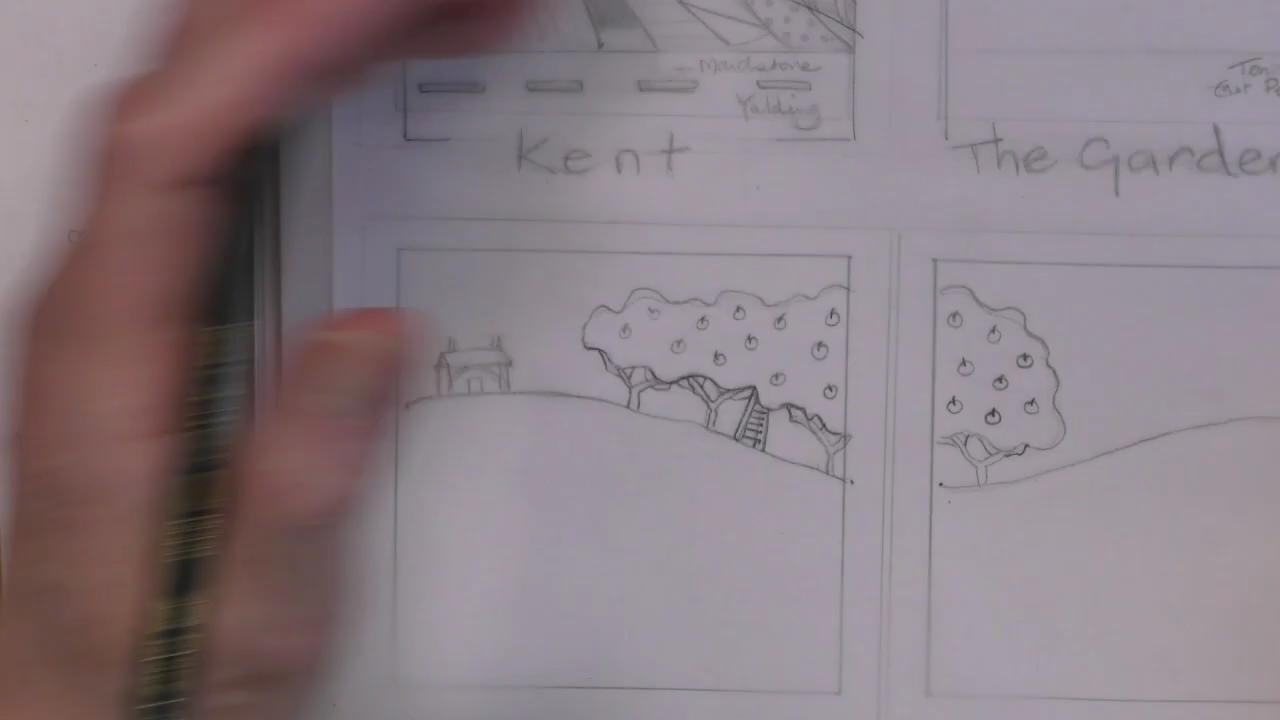 Maidstone
Yalding
Kent
The Garden